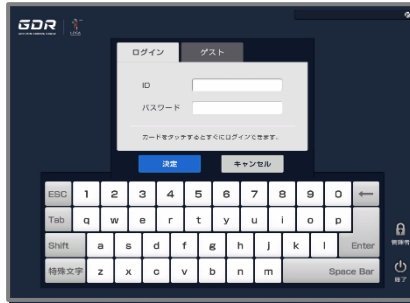 GDR
ログイン ゲスト
ID
パスワード
カードをタッチするとすぐにログインできます。
決定 キャンセル
ESC 1 2 3 4 5 6 7 8 9 0 ←
Tab q w e r t y u i o p
Shift a s d f g h j k l Enter
特殊文字 z x c v b n m Space Bar
管理者
終了